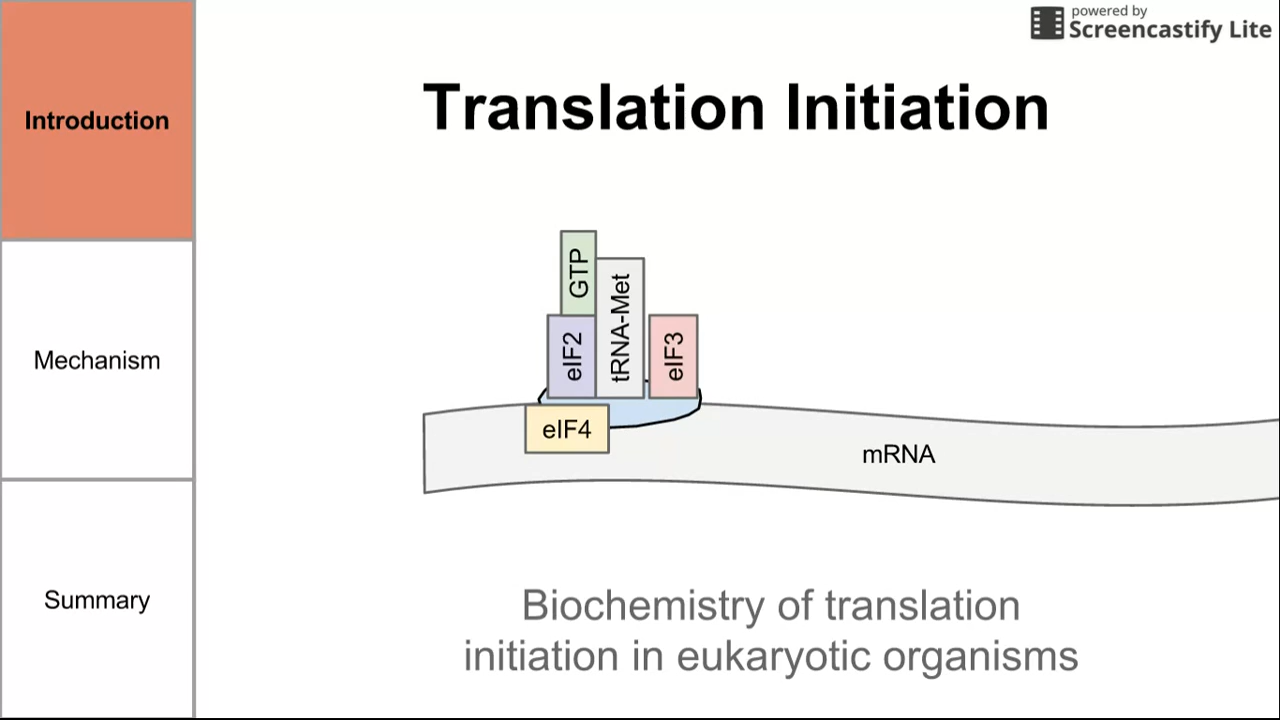 powered by
Screencastify Lite
Introduction
Translation Initiation
GTP
tRNA-Met
eIF2
eIF3
Mechanism
eIF4
mRNA
Summary
Biochemistry of translation
initiation in eukaryotic organisms